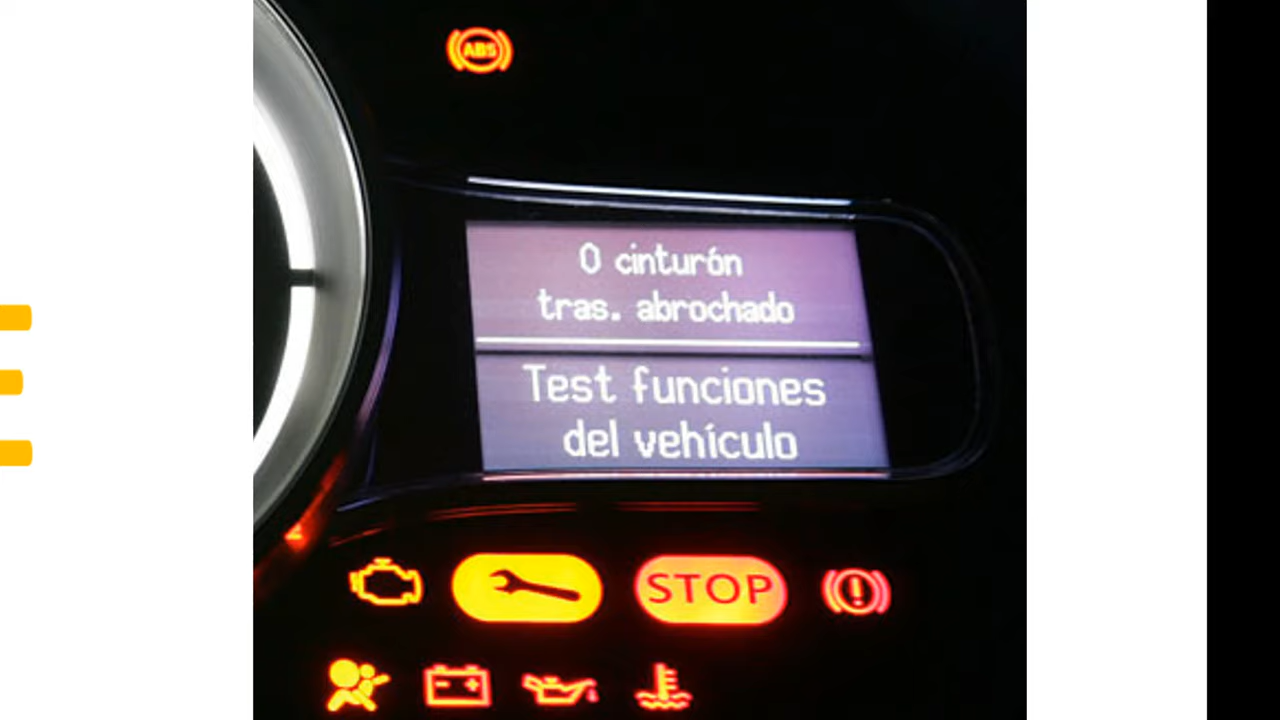 ABS
0 cinturón
tras. abrochado
Test funciones
del vehículo
STOP